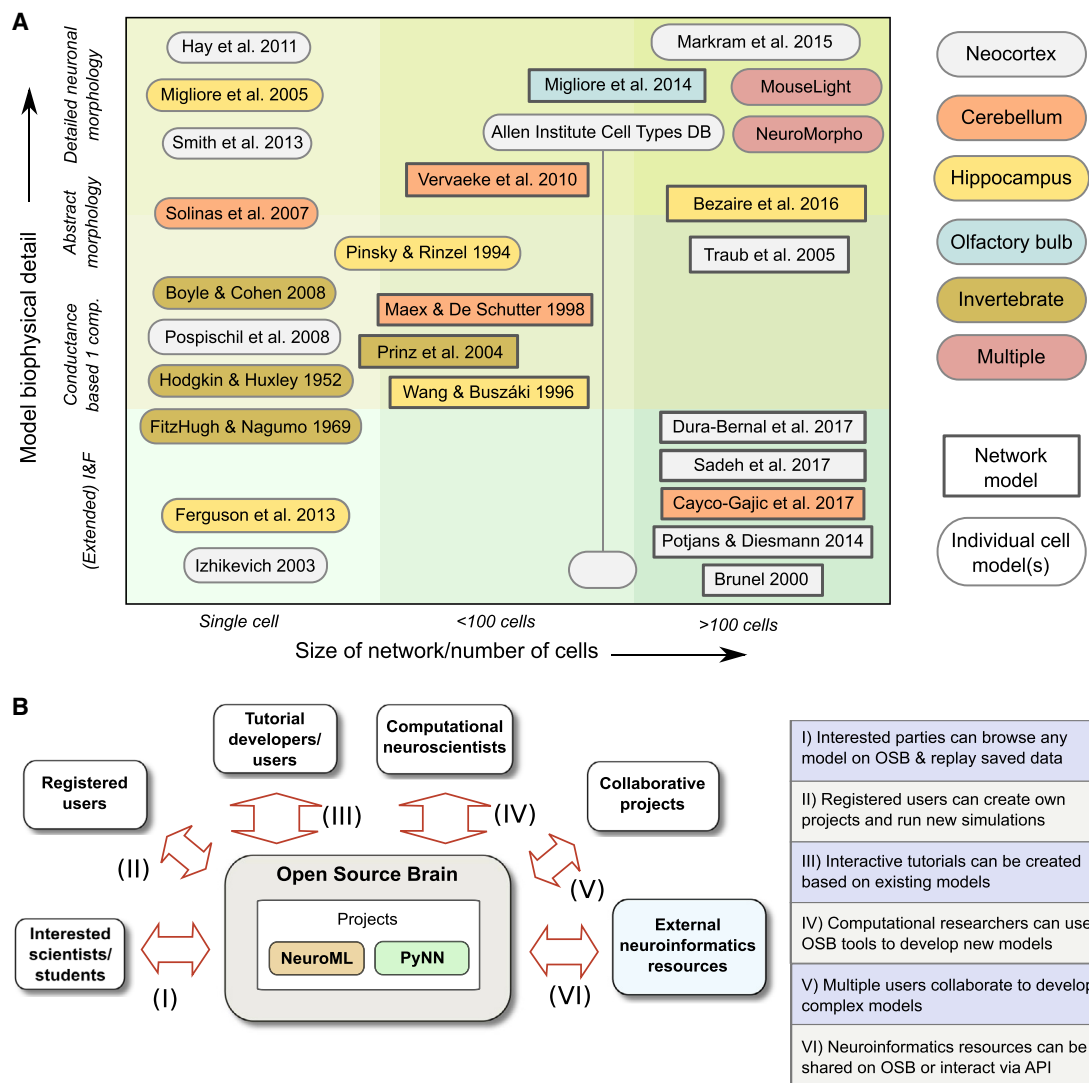 A
Model biophysical detail
Detailed neuronal
morphology
Abstract
morphology
Conductance
based 1 comp.
(Extended) I&F
Hay et al. 2011
Markram et al. 2015
Migliore et al. 2005
Migliore et al. 2014
MouseLight
Smith et al. 2013
Allen Institute Cell Types DB
NeuroMorpho
Vervaeke et al. 2010
Solinas et al. 2007
Bezaire et al. 2016
Pinsky & Rinzel 1994
Traub et al. 2005
Boyle & Cohen 2008
Maex & De Schutter 1998
Pospischil et al. 2008
Prinz et al. 2004
Hodgkin & Huxley 1952
Wang & Buszáki 1996
FitzHugh & Nagumo 1969
Dura-Bernal et al. 2017
Sadeh et al. 2017
Cayco-Gajic et al. 2017
Ferguson et al. 2013
Potjans & Diesmann 2014
Izhikevich 2003
Brunel 2000
Single cell
<100 cells
>100 cells
Size of network/number of cells
Neocortex
Cerebellum
Hippocampus
Olfactory bulb
Invertebrate
Multiple
Network
model
Individual cell
model(s)
B
Registered
users
Tutorial
developers/
users
Computational
neuroscientists
Collaborative
projects
(II)
(III)
(IV)
(V)
Interested
scientists/
students
(I)
Open Source Brain
Projects
NeuroML
PyNN
(VI)
External
neuroinformatics
resources
I) Interested parties can browse any
model on OSB & replay saved data
II) Registered users can create own
projects and run new simulations
III) Interactive tutorials can be created
based on existing models
IV) Computational researchers can use
OSB tools to develop new models
V) Multiple users collaborate to develop
complex models
VI) Neuroinformatics resources can be
shared on OSB or interact via API